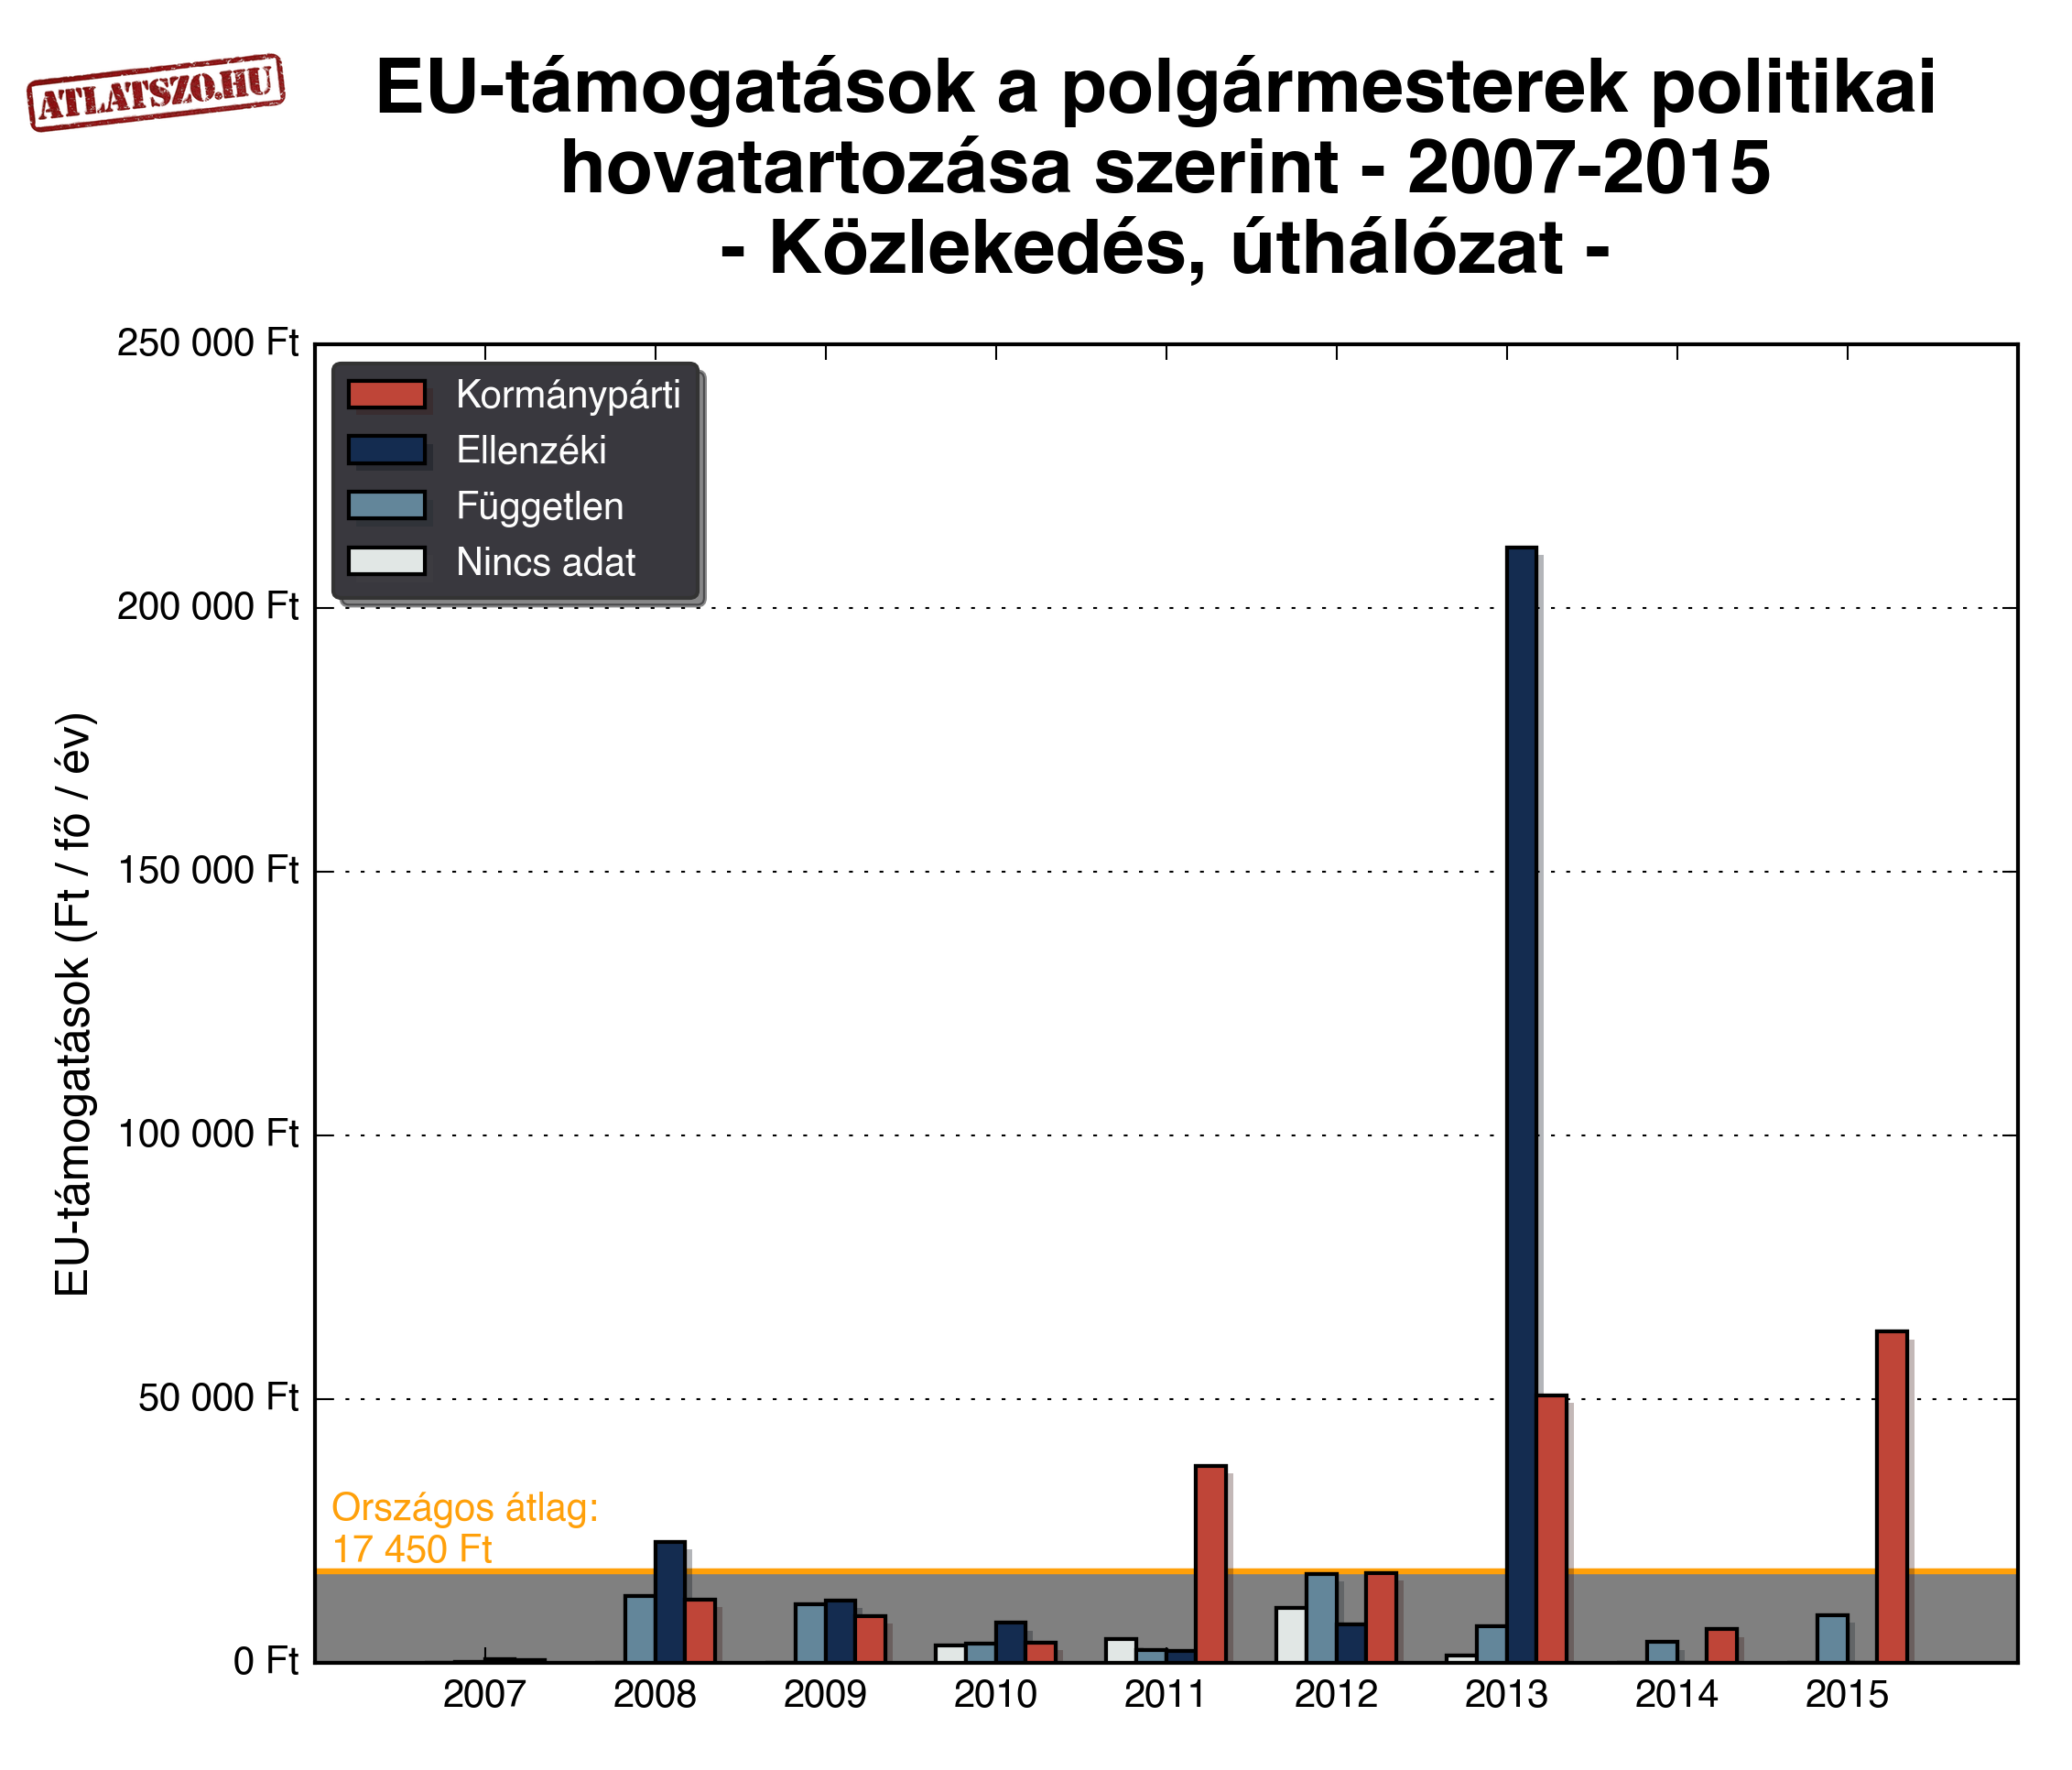 ATLATSZO.HU
EU-támogatások a polgármesterek politikai
hovatartozása szerint - 2007-2015
- Közlekedés, úthálózat -
250 000 Ft
200 000 Ft
150 000 Ft
100 000 Ft
50 000 Ft
0 Ft
EU-támogatások (Ft / fő / év)
Kormánypárti
Ellenzéki
Független
Nincs adat
Országos átlag:
17 450 Ft
2007 2008 2009 2010 2011 2012 2013 2014 2015